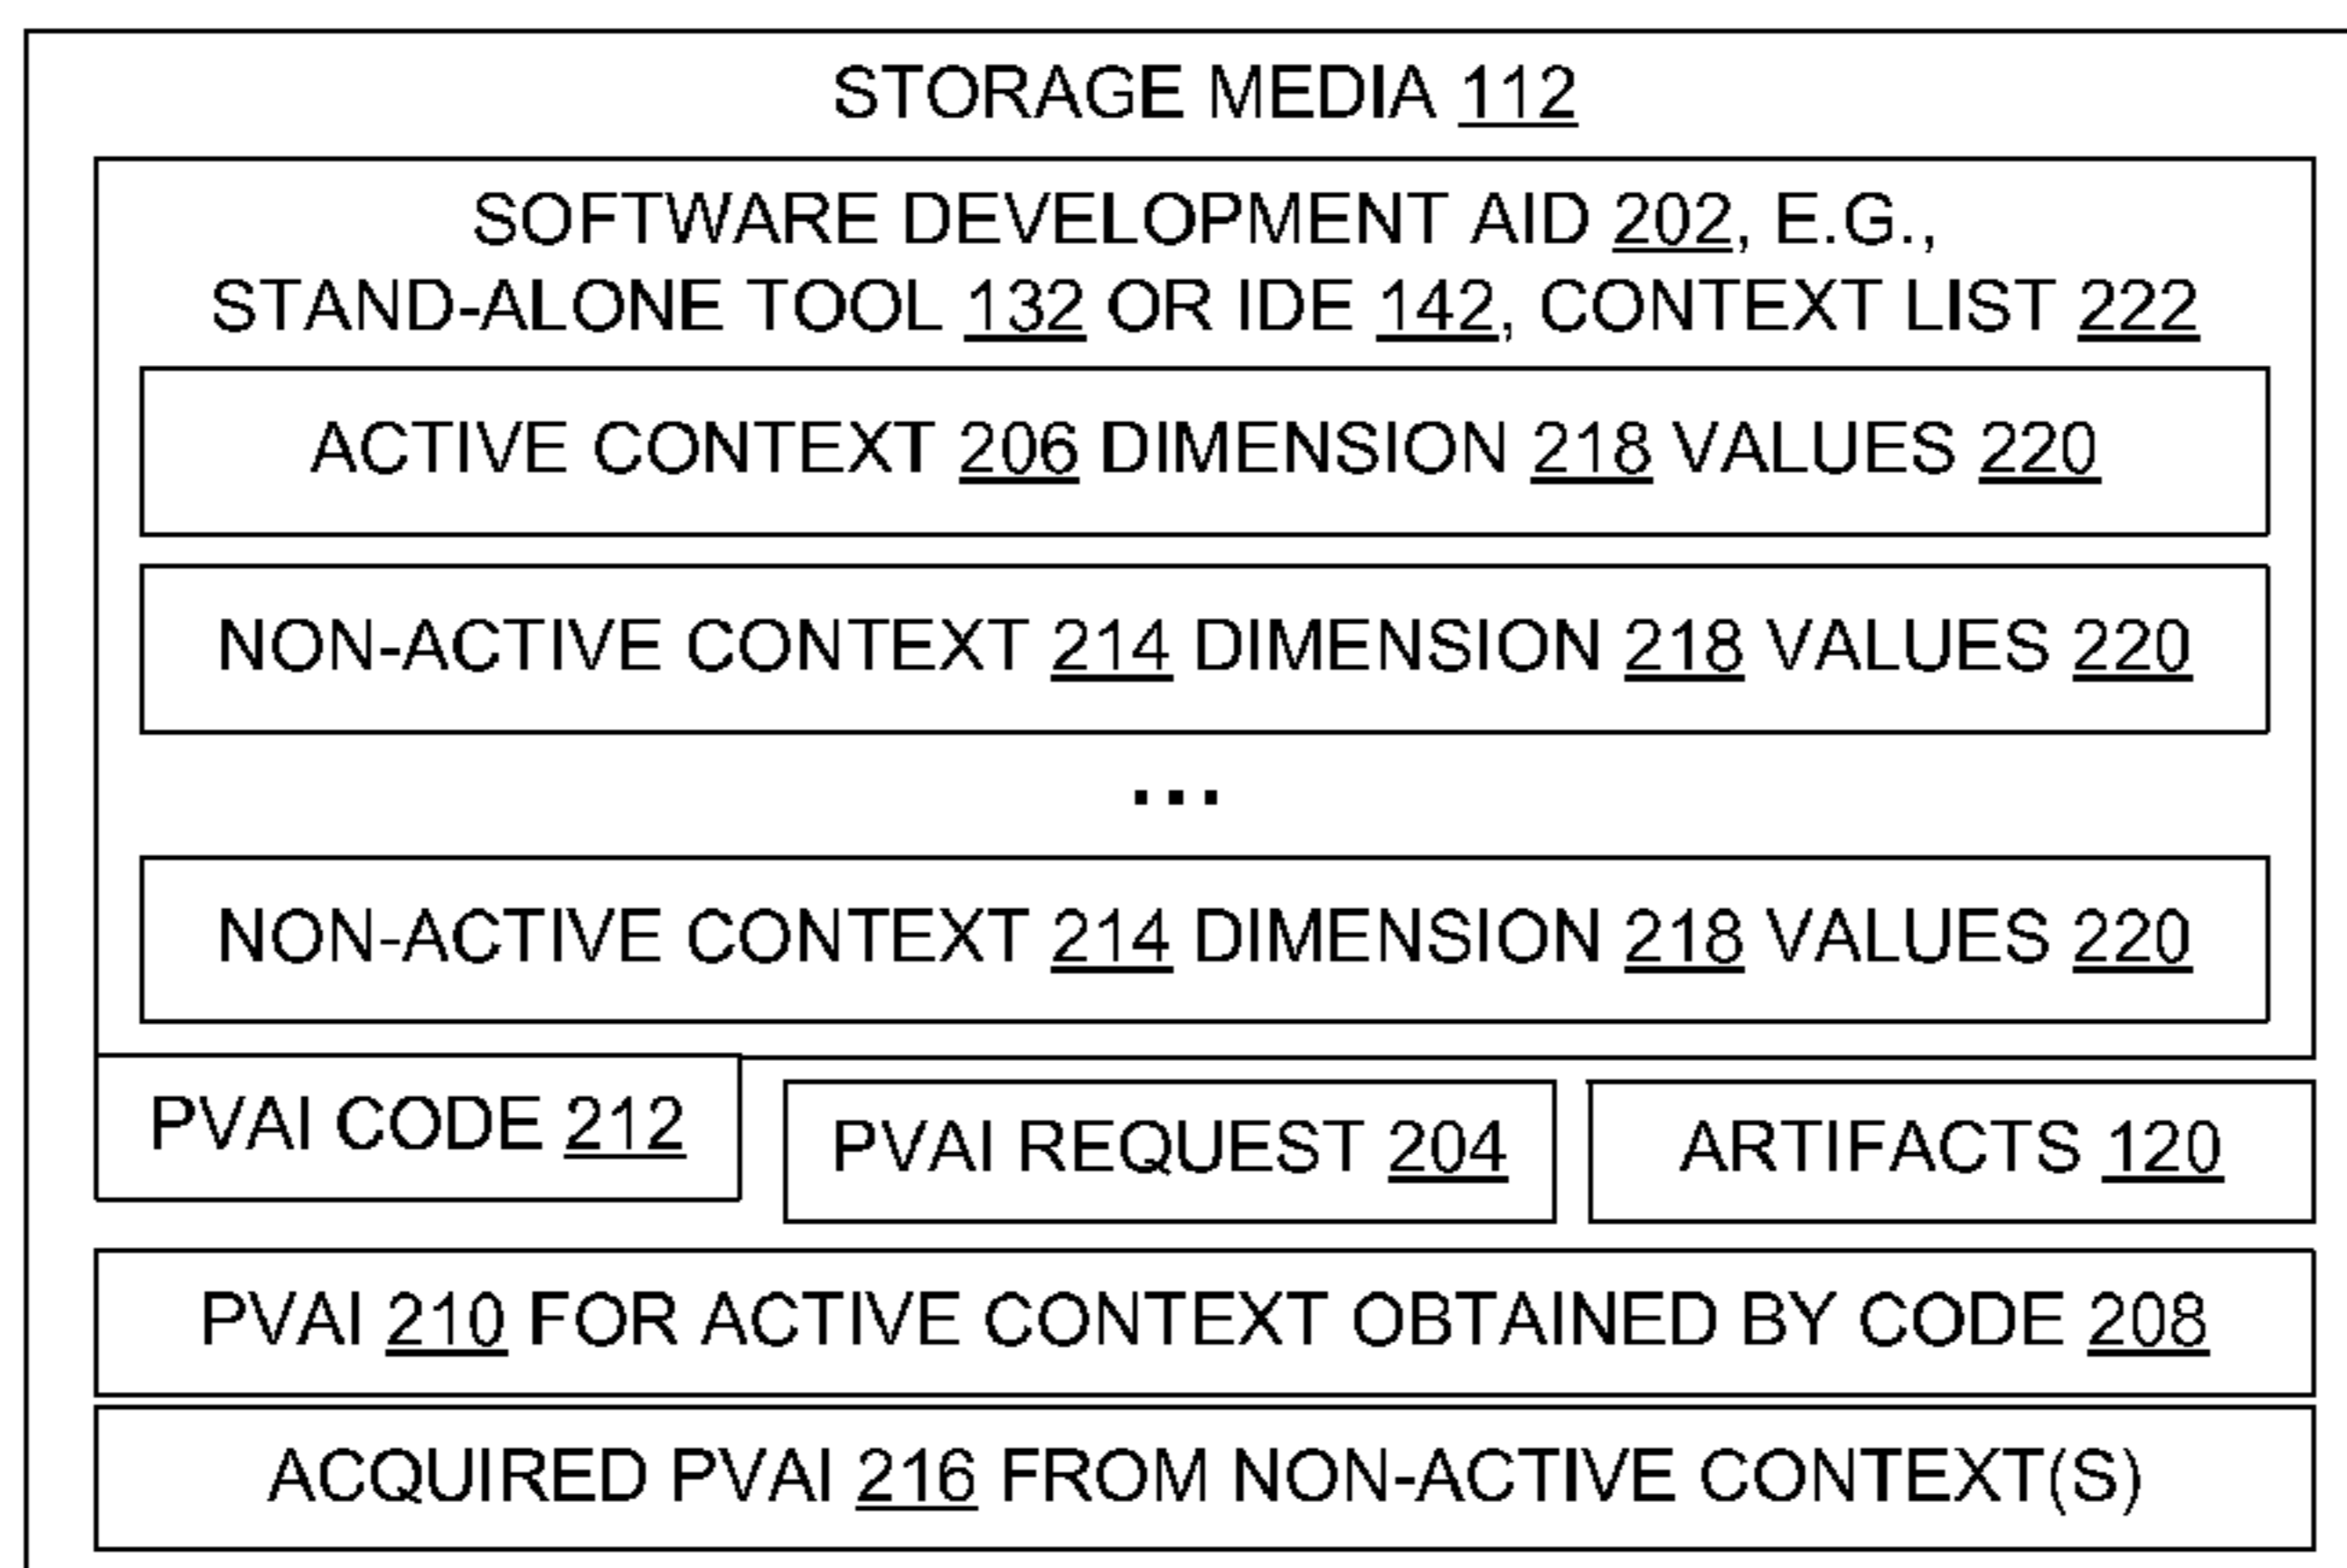 STORAGE MEDIA 112
SOFTWARE DEVELOPMENT AID 202, E.G.,
STAND-ALONE TOOL 132 OR IDE 142, CONTEXT LIST 222
ACTIVE CONTEXT 206 DIMENSION 218 VALUES 220
NON-ACTIVE CONTEXT 214 DIMENSION 218 VALUES 220
...
NON-ACTIVE CONTEXT 214 DIMENSION 218 VALUES 220
PVAI CODE 212
PVAI REQUEST 204
ARTIFACTS 120
PVAI 210 FOR ACTIVE CONTEXT OBTAINED BY CODE 208
ACQUIRED PVAI 216 FROM NON-ACTIVE CONTEXT(S)